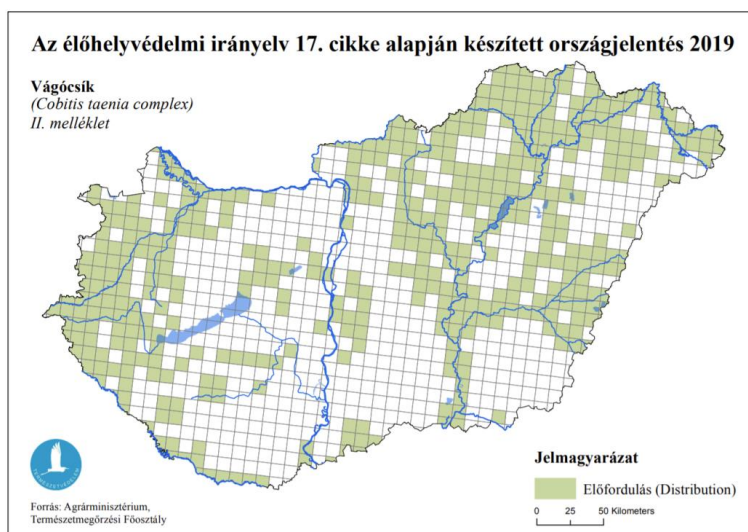 Az élőhelyvédelmi irányelv 17. cikke alapján készített országjelentés 2019
Vágócsík
(Cobitis taenia complex)
II. melléklet
Jelmagyarázat
Előfordulás (Distribution)
0 25 50 Kilometers
TERMÉSZETVÉDELEM
Forrás: Agrárminisztérium,
Természetmegőrzési Főosztály